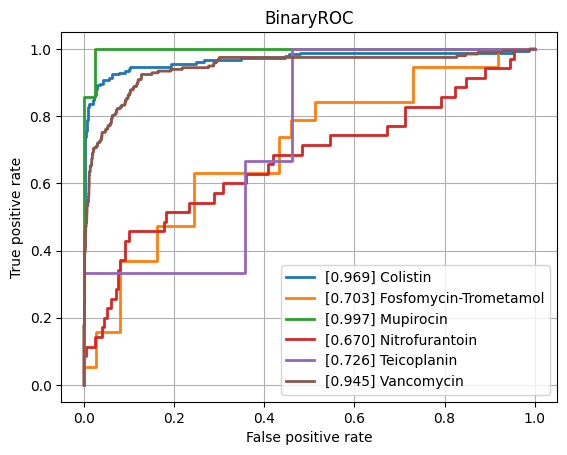 BinaryROC
True positive rate
1.0
0.8
0.6
0.4
0.2
0.0
[0.969] Colistin
[0.703] Fosfomycin-Trometamol
[0.997] Mupirocin
[0.670] Nitrofurantoin
[0.726] Teicoplanin
[0.945] Vancomycin
0.0 0.2 0.4 0.6 0.8 1.0
False positive rate